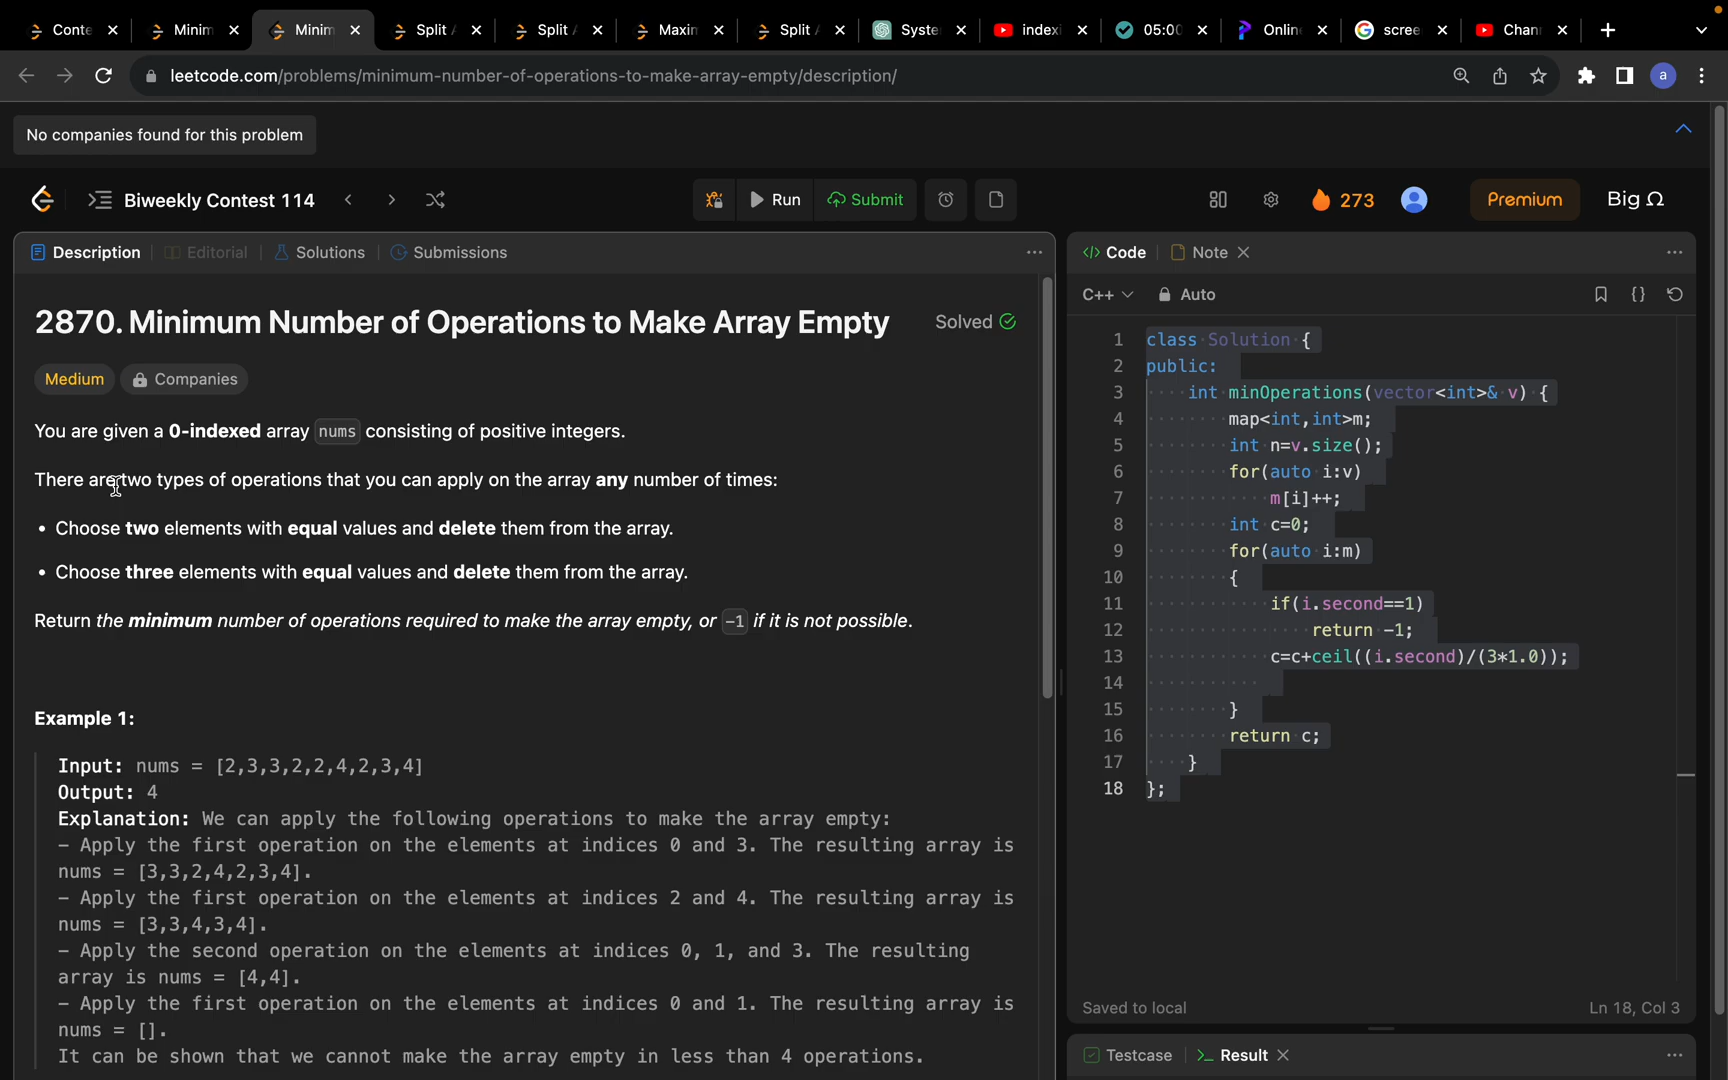 Conte
Minim
Minim
Split
Split
Maxin
Split
Syste
indexi
05:00
Onlin
scree
Chan
leetcode.com/problems/minimum-number-of-operations-to-make-array-empty/description/
a
No companies found for this problem
Biweekly Contest 114
Run
Submit
273
Premium
Big Ω
Description
Editorial
Solutions
Submissions
2870. Minimum Number of Operations to Make Array Empty
Solved
Medium
Companies
You are given a 0-indexed array nums consisting of positive integers.
There are two types of operations that you can apply on the array any number of times:
• Choose two elements with equal values and delete them from the array.
• Choose three elements with equal values and delete them from the array.
Return the minimum number of operations required to make the array empty, or -1 if it is not possible.
Example 1:
Input: nums = [2,3,3,2,2,4,2,3,4]
Output: 4
Explanation: We can apply the following operations to make the array empty:
- Apply the first operation on the elements at indices 0 and 3. The resulting array is
nums = [3,3,2,4,2,3,4].
- Apply the first operation on the elements at indices 2 and 4. The resulting array is
nums = [3,3,4,3,4].
- Apply the second operation on the elements at indices 0, 1, and 3. The resulting
array is nums = [4,4].
- Apply the first operation on the elements at indices 0 and 1. The resulting array is
nums = [].
It can be shown that we cannot make the array empty in less than 4 operations.
</> Code
Note
C++
Auto
1 class Solution {
2 public:
3 int minOperations(vector<int>& v) {
4 map<int,int>m;
5 int n=v.size();
6 for(auto i:v)
7 m[i]++;
8 int c=0;
9 for(auto i:m)
10 {
11 if(i.second==1)
12 return -1;
13 c=c+ceil((i.second)/(3*1.0));
14
15 }
16 return c;
17 }
18 };
Saved to local
Ln 18, Col 3
Testcase
>_ Result